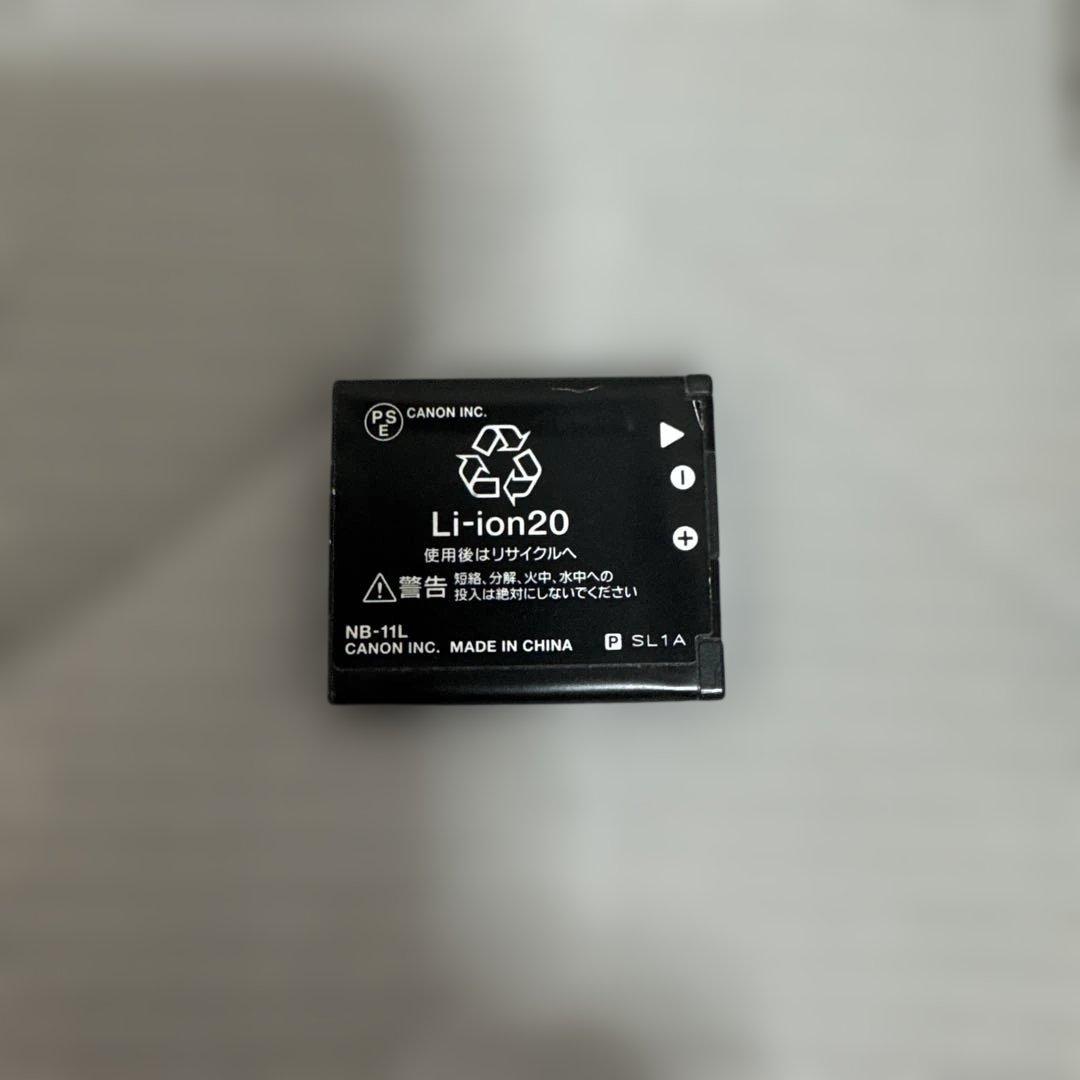 PSE CANON INC.
Li-ion20
使用後はリサイクルへ
警告 短絡、分解、火中、水中への
投入は絶対にしないでください
NB-11L
CANON INC. MADE IN CHINA P SL1A